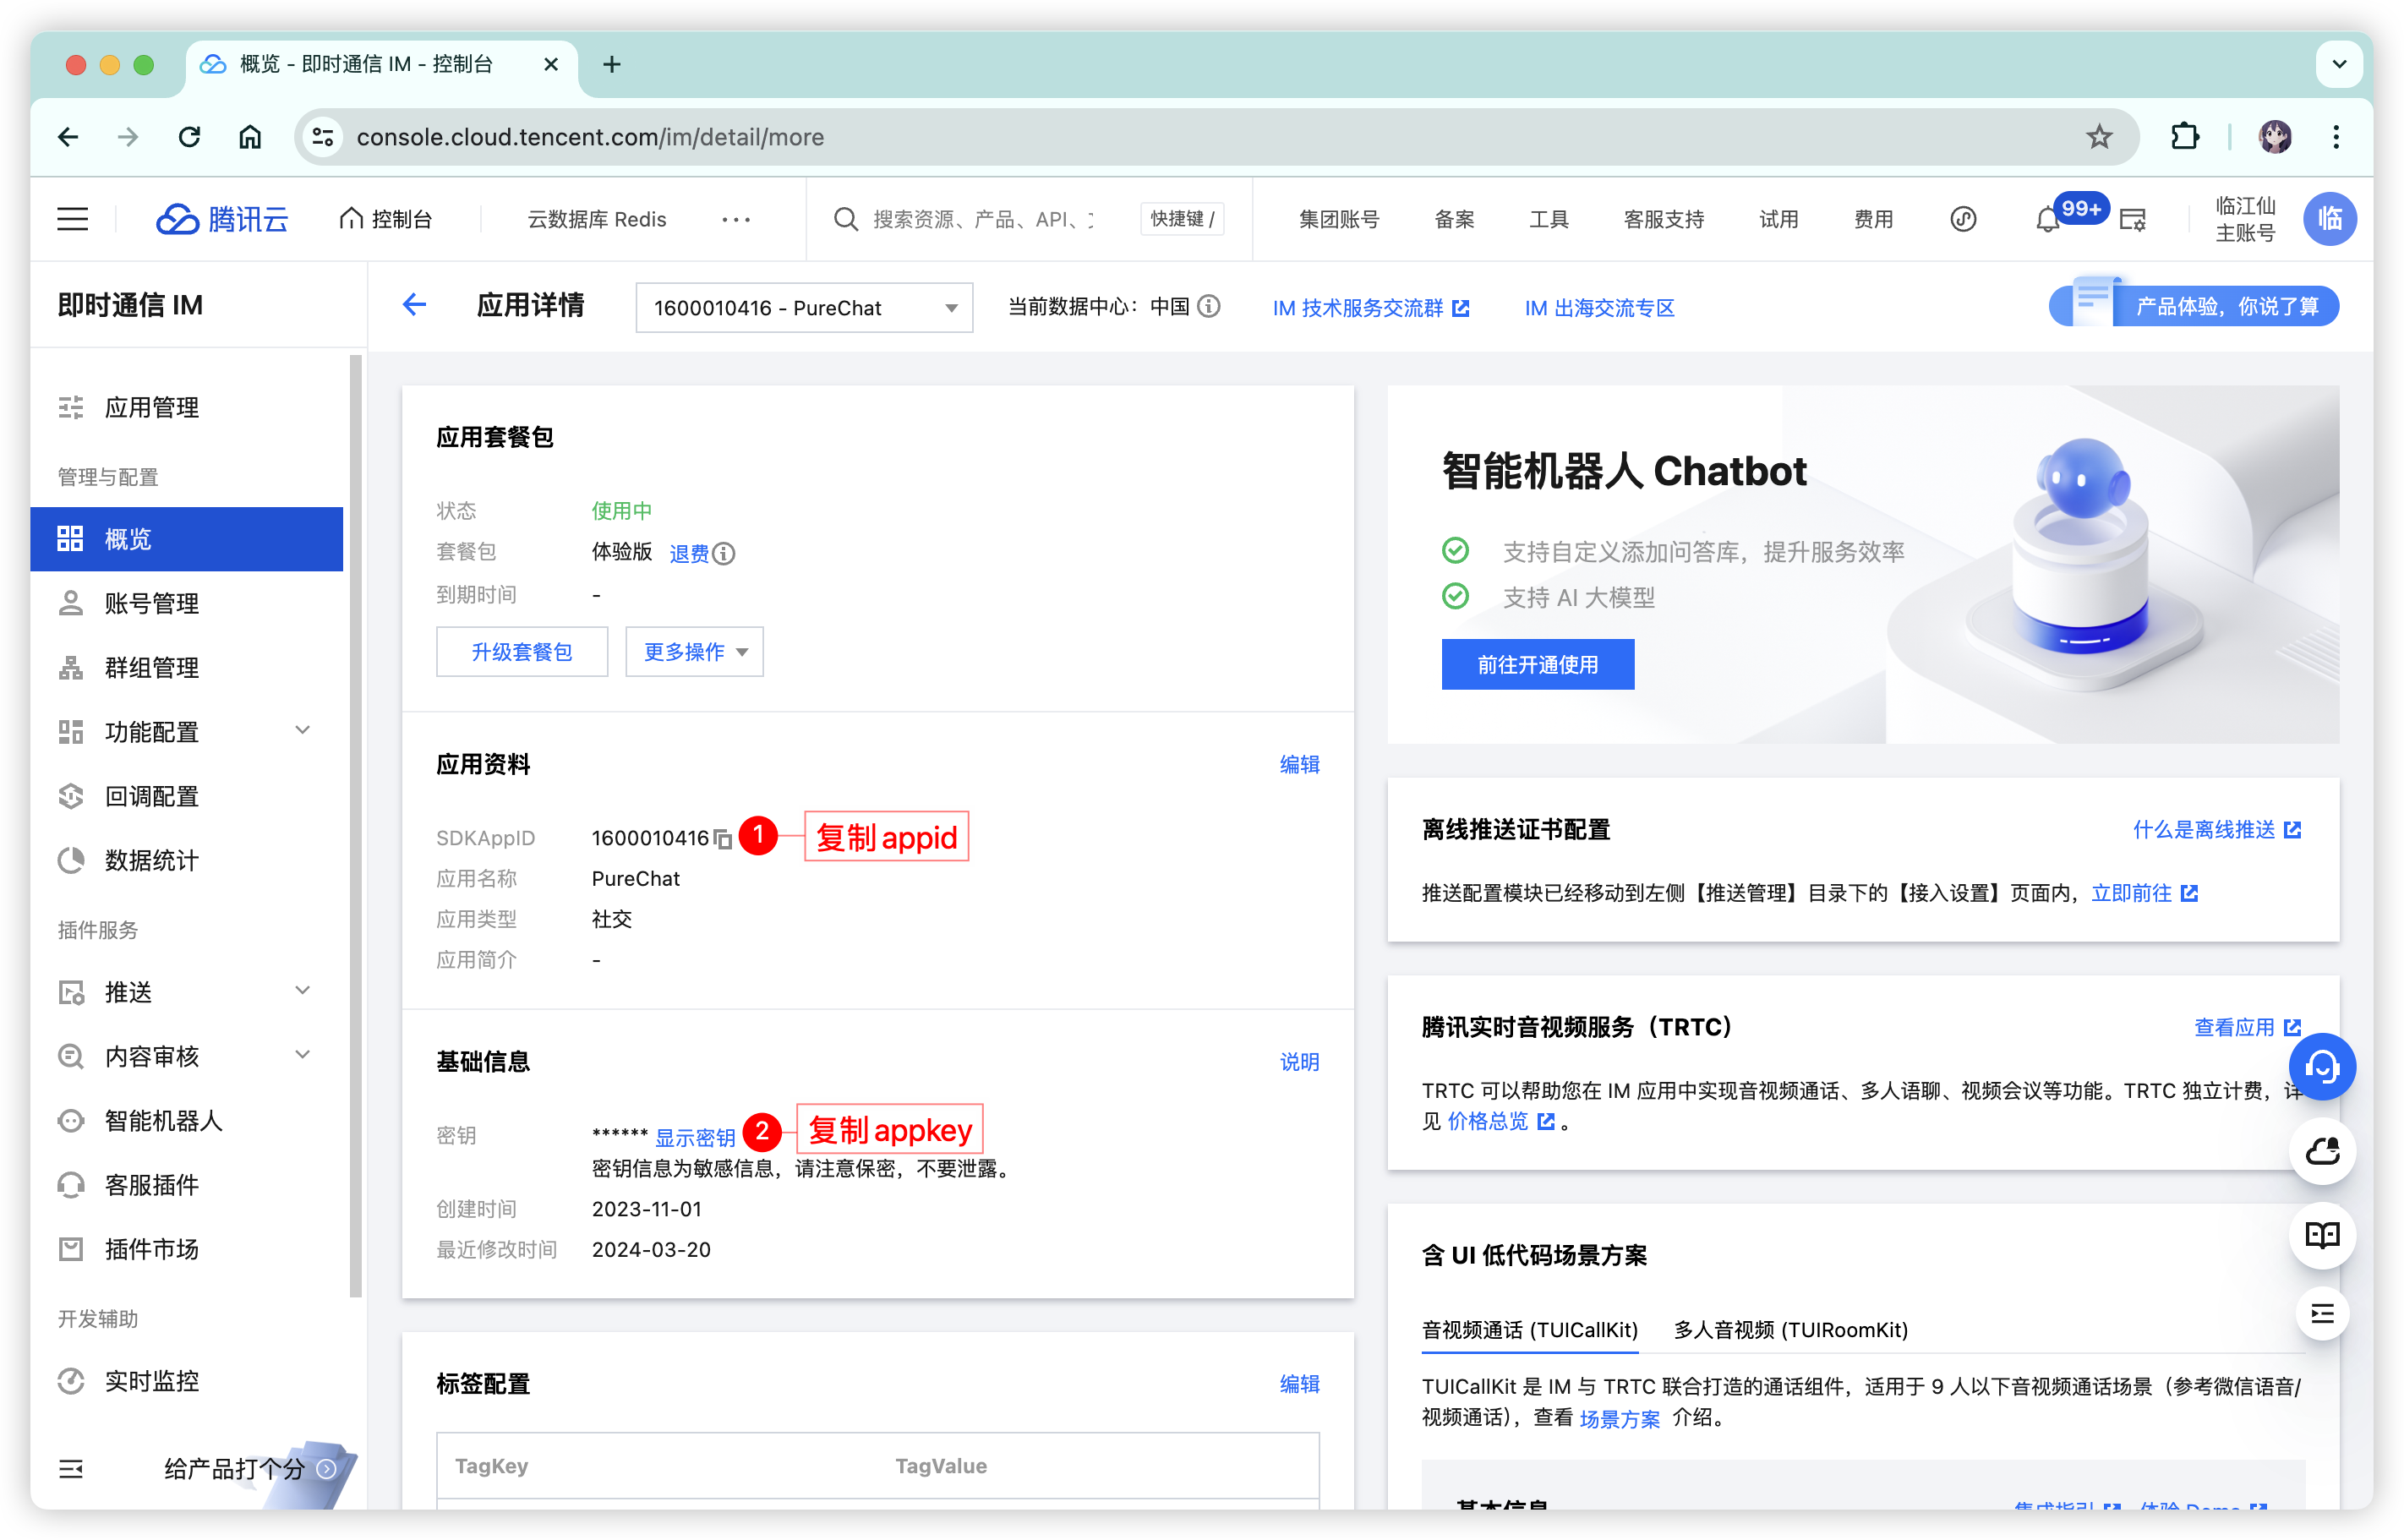 概览 - 即时通信 IM - 控制台
console.cloud.tencent.com/im/detail/more
腾讯云
控制台
云数据库 Redis
搜索资源、产品、API、
快捷键 /
集团账号
备案
工具
客服支持
试用
费用
99+
临江仙
主账号
临
即时通信 IM
应用详情
1600010416 - PureChat
当前数据中心：中国
IM 技术服务交流群
IM 出海交流专区
产品体验，你说了算
应用管理
管理与配置
概览
账号管理
群组管理
功能配置
回调配置
数据统计
插件服务
推送
内容审核
智能机器人
客服插件
插件市场
开发辅助
实时监控
给产品打个分
应用套餐包
状态 使用中
套餐包 体验版 退费
到期时间 -
升级套餐包 更多操作
应用资料 编辑
SDKAppID 1600010416 1 复制 appid
应用名称 PureChat
应用类型 社交
应用简介 -
基础信息 说明
密钥 ****** 显示密钥 2 复制 appkey
密钥信息为敏感信息，请注意保密，不要泄露。
创建时间 2023-11-01
最近修改时间 2024-03-20
标签配置 编辑
TagKey TagValue
智能机器人 Chatbot
支持自定义添加问答库，提升服务效率
支持 AI 大模型
前往开通使用
离线推送证书配置 什么是离线推送
推送配置模块已经移动到左侧【推送管理】目录下的【接入设置】页面内，立即前往
腾讯实时音视频服务（TRTC） 查看应用
TRTC 可以帮助您在 IM 应用中实现音视频通话、多人语聊、视频会议等功能。TRTC 独立计费，详
见 价格总览 。
含 UI 低代码场景方案
音视频通话 (TUICallKit) 多人音视频 (TUIRoomKit)
TUICallKit 是 IM 与 TRTC 联合打造的通话组件，适用于 9 人以下音视频通话场景（参考微信语音/
视频通话），查看 场景方案 介绍。
基本信息 集成指引 体验 Demo